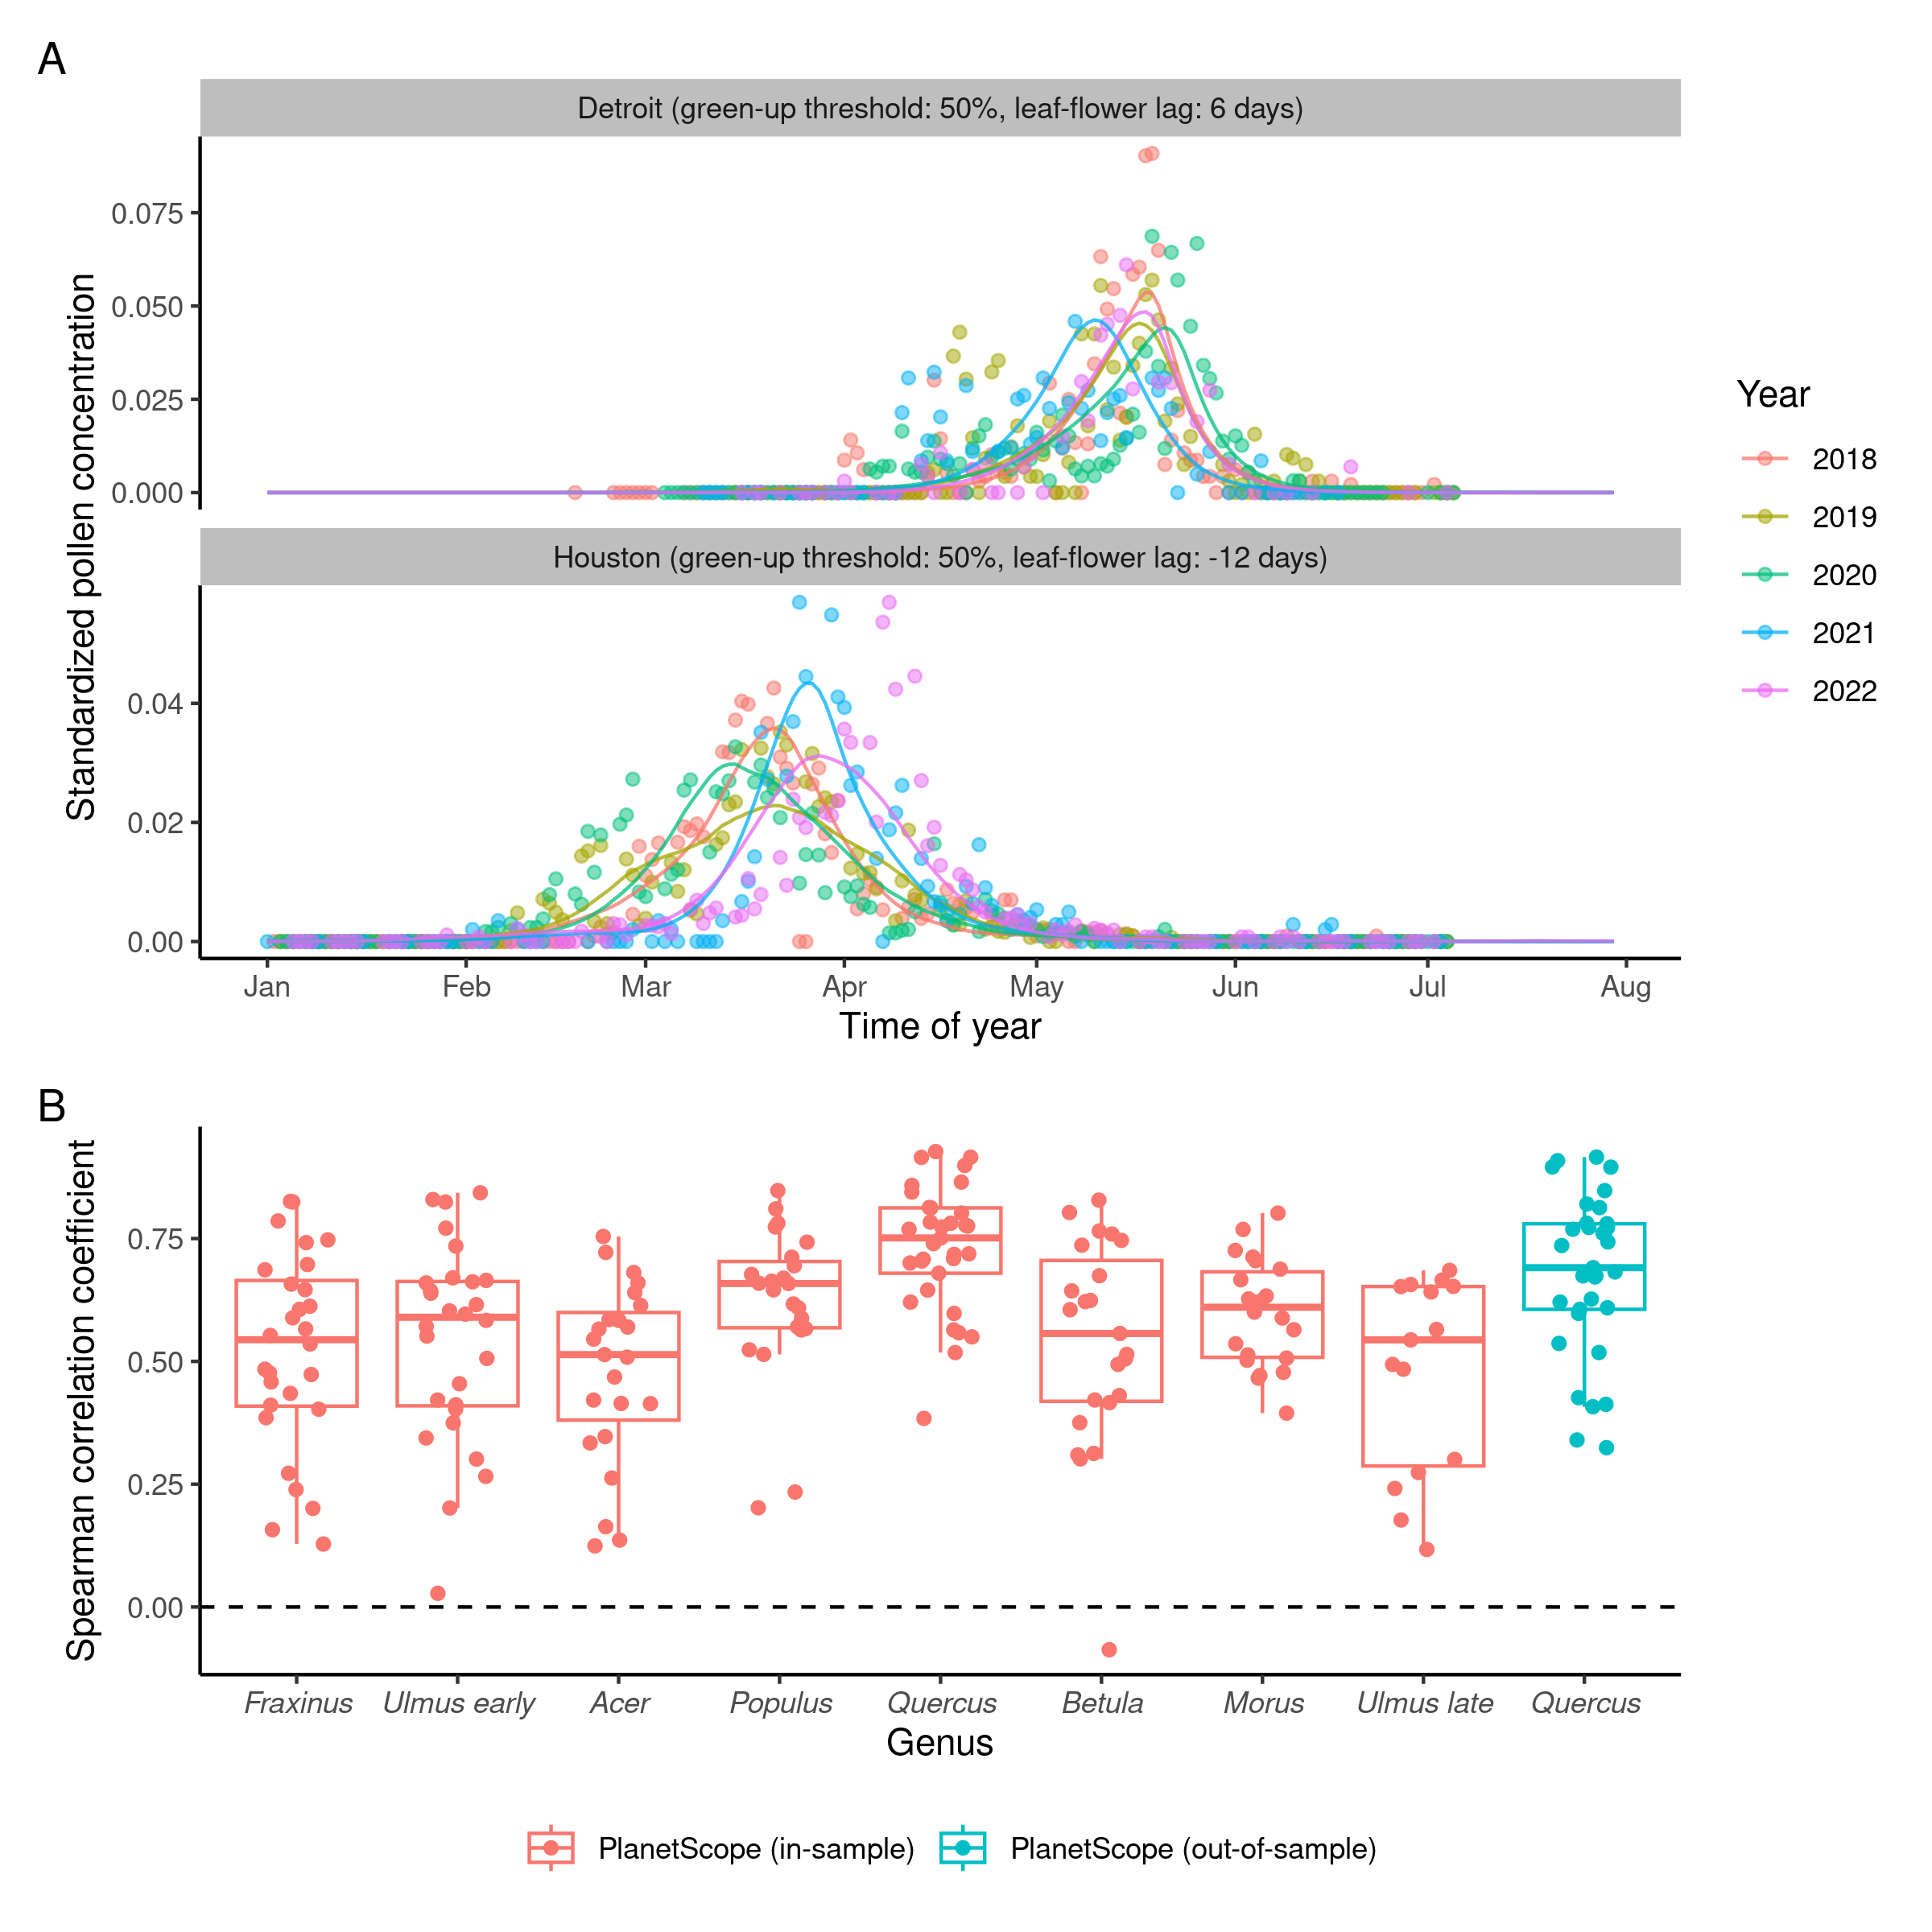 A
Detroit (green-up threshold: 50%, leaf-flower lag: 6 days)
0.075
0.050
0.025
0.000
Standardized pollen concentration
Houston (green-up threshold: 50%, leaf-flower lag: -12 days)
0.04
0.02
0.00
Jan Feb Mar Apr May Jun Jul Aug
Time of year
Year
2018
2019
2020
2021
2022
B
Spearman correlation coefficient
0.75
0.50
0.25
0.00
Fraxinus Ulmus early Acer Populus Quercus Betula Morus Ulmus late Quercus
Genus
PlanetScope (in-sample) PlanetScope (out-of-sample)